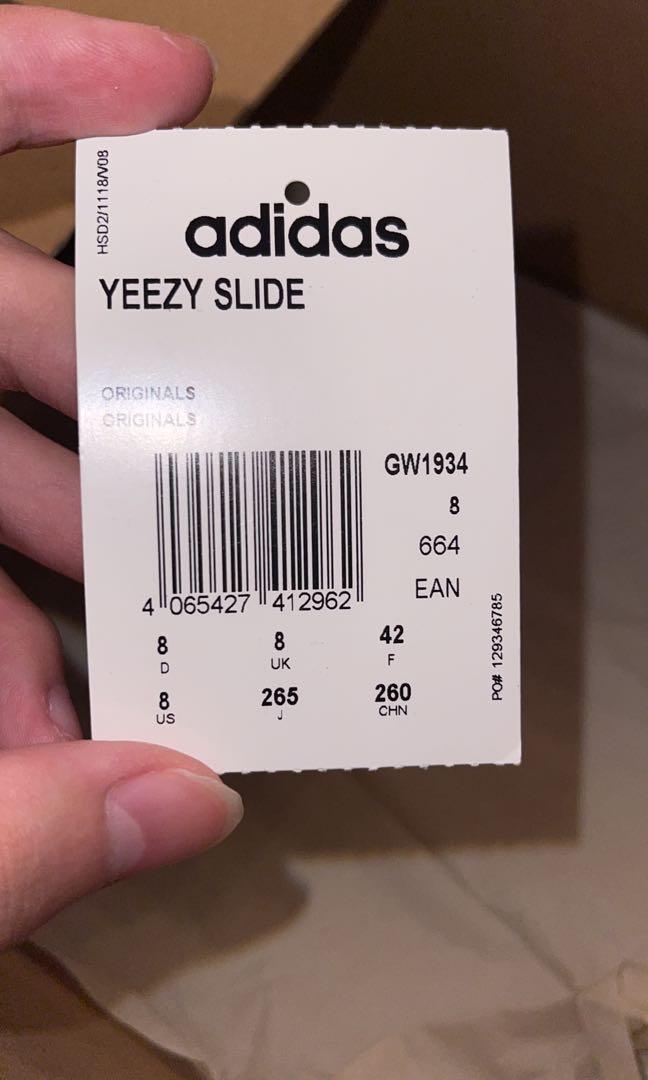 HSD2/1118/V08
adidas
YEEZY SLIDE
ORIGINALS
ORIGINALS
GW1934
8
664
EAN
4 065427 412962
8 8 42
D UK F
8 265 260
US J CHN
PO# 129346785